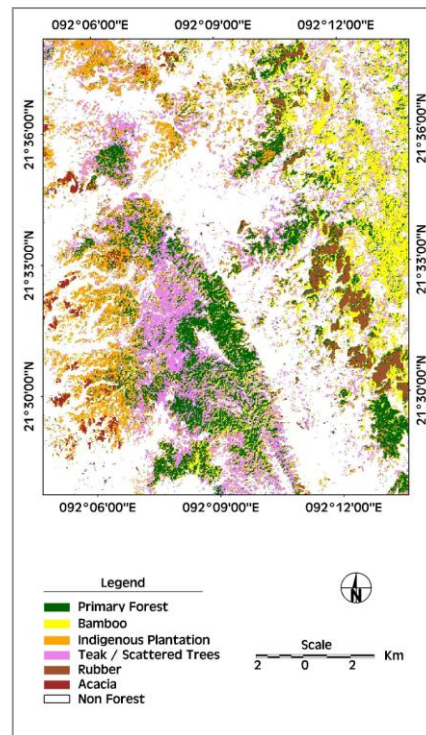 092°06'00"E 092°09'00"E 092°12'00"E
21°36'00"N 21°36'00"N
21°33'00"N 21°33'00"N
21°30'00"N 21°30'00"N
092°06'00"E 092°09'00"E 092°12'00"E
Legend
Primary Forest
Bamboo
Indigenous Plantation
Teak / Scattered Trees
Rubber
Acacia
Non Forest
N
Scale
Km
2 0 2